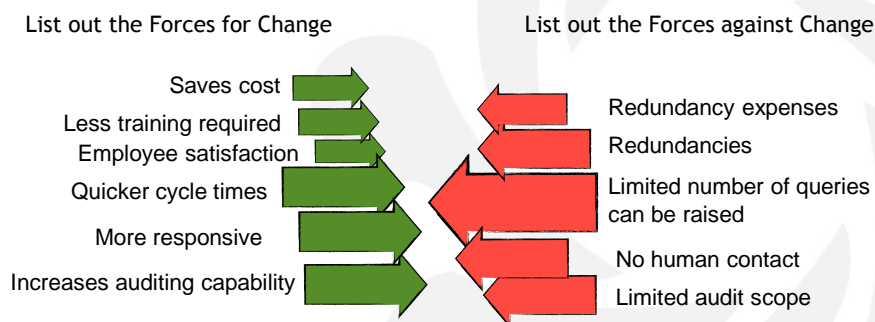 List out the Forces for Change
List out the Forces against Change
Saves cost
Less training required
Employee satisfaction
Quicker cycle times
More responsive
Increases auditing capability
Redundancy expenses
Redundancies
Limited number of queries
can be raised
No human contact
Limited audit scope